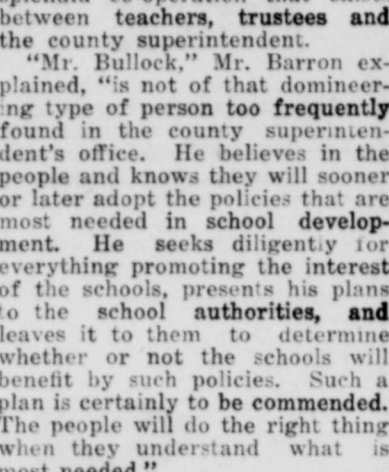 between teachers, trustees and
the county superintendent.
"Mr. Bullock," Mr. Barron ex-
plained, "is not of that domineer-
ing type of person too frequently
found in the county superinten-
dent's office. He believes in the
people and knows they will sooner
or later adopt the policies that are
most needed in school develop-
ment. He seeks diligently for
everything promoting the interest
of the schools, presents his plans
to the school authorities, and
leaves it to them to determine
whether or not the schools will
benefit by such policies. Such a
plan is certainly to be commended.
The people will do the right thing
when they understand what is
most needed."